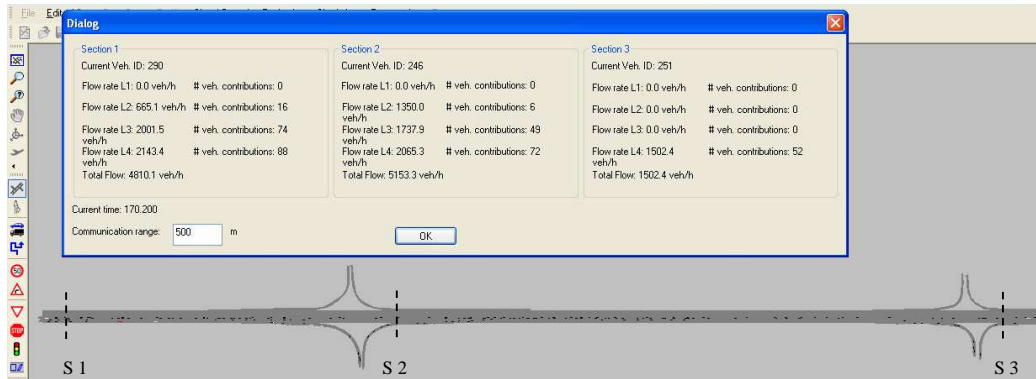 File Edit
Dialog
Section 1
Current Veh. ID: 290
Flow rate L1: 0.0 veh/h # veh. contributions: 0
Flow rate L2: 665.1 veh/h # veh. contributions: 16
Flow rate L3: 2001.5 veh/h # veh. contributions: 74
Flow rate L4: 2143.4 veh/h # veh. contributions: 88
Total Flow: 4810.1 veh/h
Section 2
Current Veh. ID: 246
Flow rate L1: 0.0 veh/h # veh. contributions: 0
Flow rate L2: 1350.0 veh/h # veh. contributions: 6
Flow rate L3: 1737.9 veh/h # veh. contributions: 49
Flow rate L4: 2065.3 veh/h # veh. contributions: 72
Total Flow: 5153.3 veh/h
Section 3
Current Veh. ID: 251
Flow rate L1: 0.0 veh/h # veh. contributions: 0
Flow rate L2: 0.0 veh/h # veh. contributions: 0
Flow rate L3: 0.0 veh/h # veh. contributions: 0
Flow rate L4: 1502.4 veh/h # veh. contributions: 52
Total Flow: 1502.4 veh/h
Current time: 170.200
Communication range: 500 m
OK
50
STOP
S 1
S 2
S 3